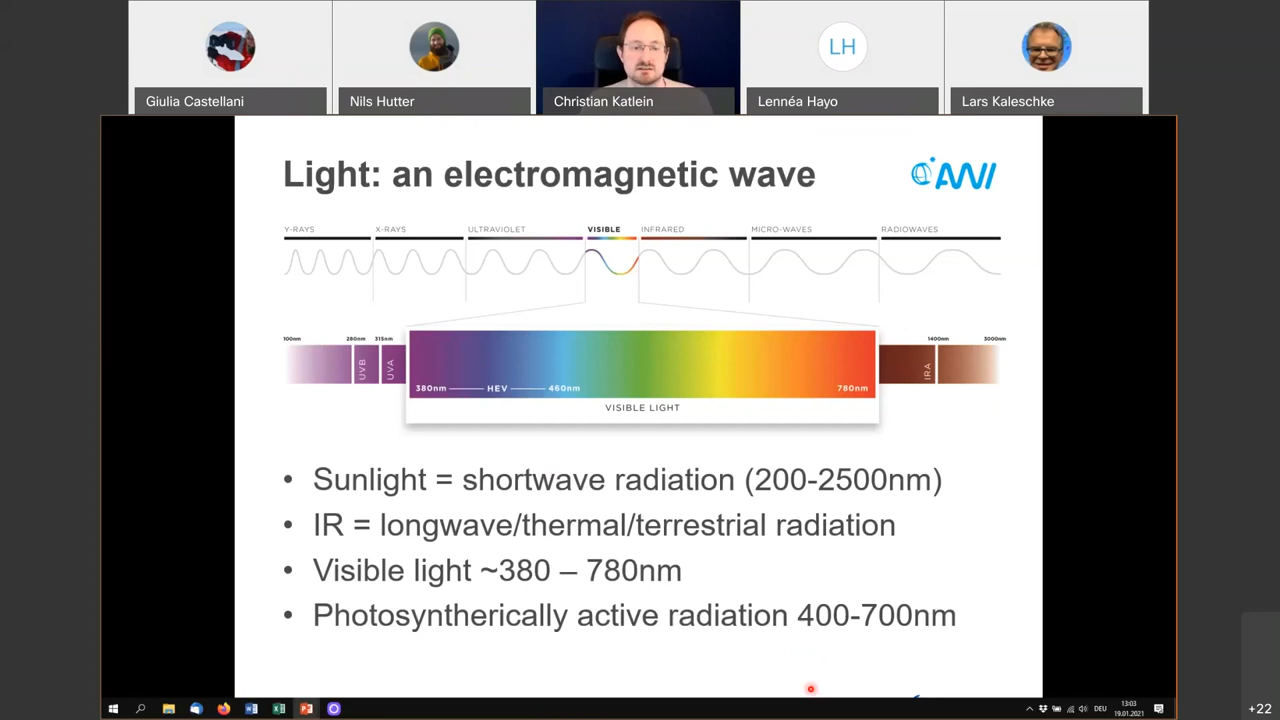 LH
Giulia Castellani
Nils Hutter
Christian Katlein
Lennéa Hayo
Lars Kaleschke
Light: an electromagnetic wave
AWI
Y-RAYS
X-RAYS
ULTRAVIOLET
VISIBLE
INFRARED
MICRO-WAVES
RADIOWAVES
100nm
280nm
315nm
1400nm
3000nm
UVB
UVA
IRA
380nm
HEV
460nm
780nm
VISIBLE LIGHT
• Sunlight = shortwave radiation (200-2500nm)
• IR = longwave/thermal/terrestrial radiation
• Visible light ~380 – 780nm
• Photosyntherically active radiation 400-700nm
DEU
13:03
19.01.2021
+22